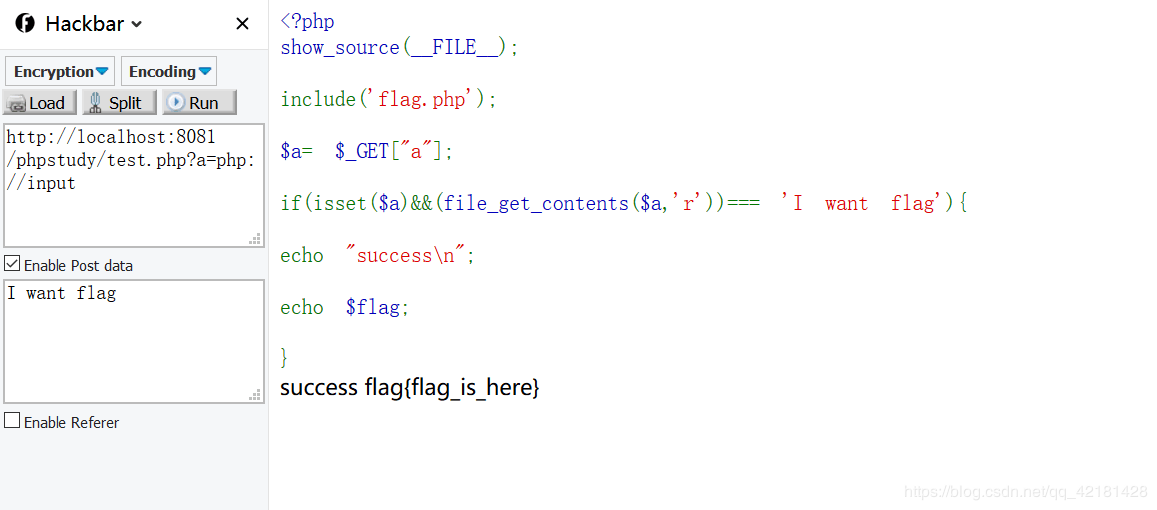 Hackbar
Encryption
Encoding
Load
Split
Run
http://localhost:8081
/phpstudy/test.php?a=php:
//input
Enable Post data
I want flag
Enable Referer
<?php
show_source(__FILE__);
include('flag.php');
$a=  $_GET["a"];
if(isset($a)&&(file_get_contents($a,'r'))===  'I  want  flag'){
echo  "success\n";
echo  $flag;
}
success flag{flag_is_here}
https://blog.csdn.net/qq_42181428